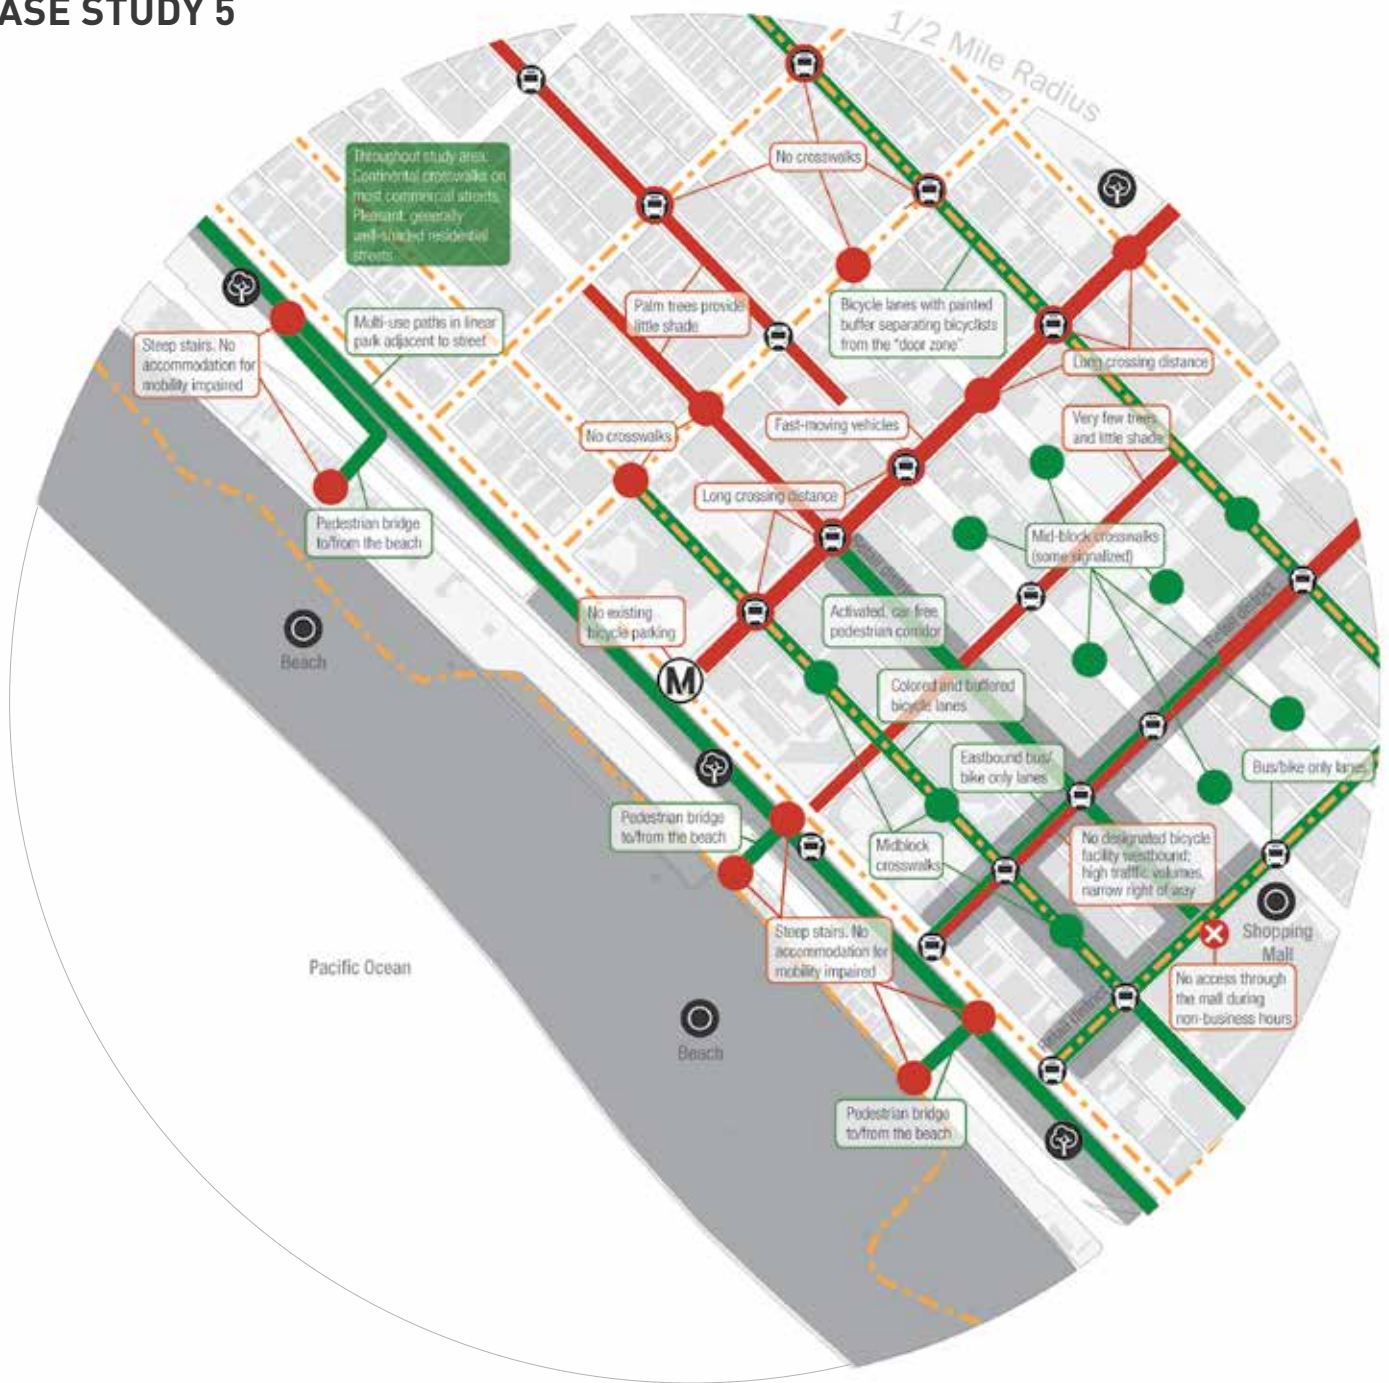 ASE STUDY 5
1/2 Mile Radius
Throughout study area:
Continental crosswalks on
most commercial streets.
Pleasant, generally
well-shaded residential
streets
No crosswalks
Steep stairs. No
accommodation for
mobility impaired
Multi-use paths in linear
park adjacent to street
Palm trees provide
little shade
Bicycle lanes with painted
buffer separating bicyclists
from the "door zone"
Long crossing distance
No crosswalks
Fast-moving vehicles
Very few trees
and little shade
Long crossing distance
Pedestrian bridge
to/from the beach
Mid-block crosswalks
(some signalized)
Retail district
Retail district
Beach
No existing
bicycle parking
M
Activated, car free
pedestrian corridor
Colored and buffered
bicycle lanes
Eastbound bus/
bike only lanes
Bus/bike only lanes
Pedestrian bridge
to/from the beach
Midblock
crosswalks
No designated bicycle
facility westbound;
high traffic volumes,
narrow right of way
Shopping
Mall
Steep stairs. No
accommodation for
mobility impaired
Pacific Ocean
No access through
the mall during
non-business hours
Retail district
Beach
Pedestrian bridge
to/from the beach